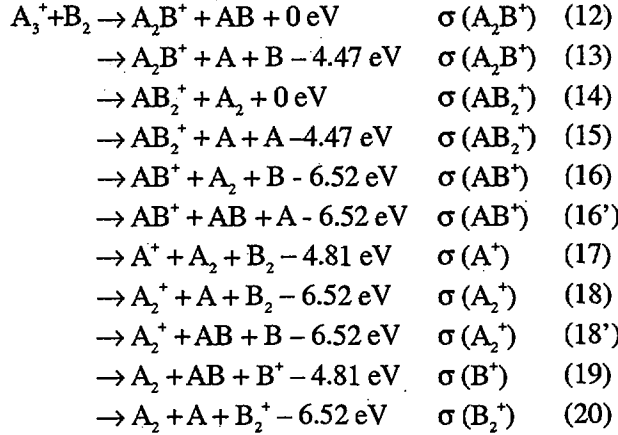 A₃⁺+B₂ → A₂B⁺ + AB + 0 eV σ (A₂B⁺) (12)
→ A₂B⁺ + A + B – 4.47 eV σ (A₂B⁺) (13)
→ AB₂⁺ + A₂ + 0 eV σ (AB₂⁺) (14)
→ AB₂⁺ + A + A –4.47 eV σ (AB₂⁺) (15)
→ AB⁺ + A₂ + B - 6.52 eV σ (AB⁺) (16)
→ AB⁺ + AB + A - 6.52 eV σ (AB⁺) (16')
→ A⁺ + A₂ + B₂ – 4.81 eV σ (A⁺) (17)
→ A₂⁺ + A + B₂ – 6.52 eV σ (A₂⁺) (18)
→ A₂⁺ + AB + B – 6.52 eV σ (A₂⁺) (18')
→ A₂ + AB + B⁺ – 4.81 eV σ (B⁺) (19)
→ A₂ + A + B₂⁺ – 6.52 eV σ (B₂⁺) (20)